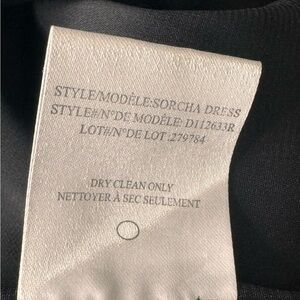 STYLE/MODÈLE:SORCHA DRESS
STYLE#/N°DE MODÈLE: D112633R
LOT#/N°DE LOT :279784
DRY CLEAN ONLY
NETTOYER À SEC SEULEMENT